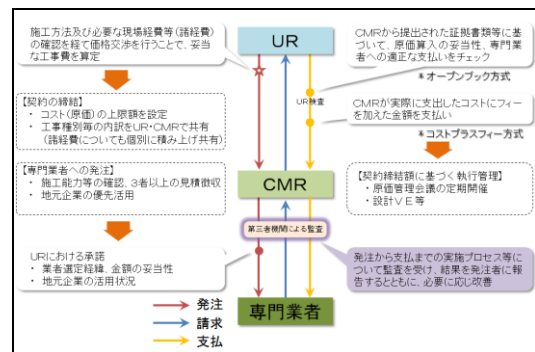 施工方法及び必要な現場経費等(諸経費)
の確認を経て価格交渉を行うことで、妥当
な工事費を算定
【契約の締結】
・ コスト(原価)の上限額を設定
・ 工事種別毎の内訳をUR・CMRで共有
(諸経費についても個別に積み上げ共有)
【専門業者への発注】
・ 施工能力等の確認、3者以上の見積徴収
・ 地元企業の優先活用
URにおける承諾
・ 業者選定経緯、金額の妥当性
・ 地元企業の活用状況
UR
UR検査
CMR
第三者機関による監査
専門業者
発注
請求
支払
CMRから提出された証拠書類等に基
づいて、原価算入の妥当性、専門業
者への適正な支払いをチェック
*オープンブック方式
CMRが実際に支出したコストにフィー
を加えた金額を支払い
*コストプラスフィー方式
【契約締結額に基づく執行管理】
・ 原価管理会議の定期開催
・ 設計VE等
発注から支払までの実施プロセス等に
ついて監査を受け、結果を発注者に報
告するとともに、必要に応じ改善